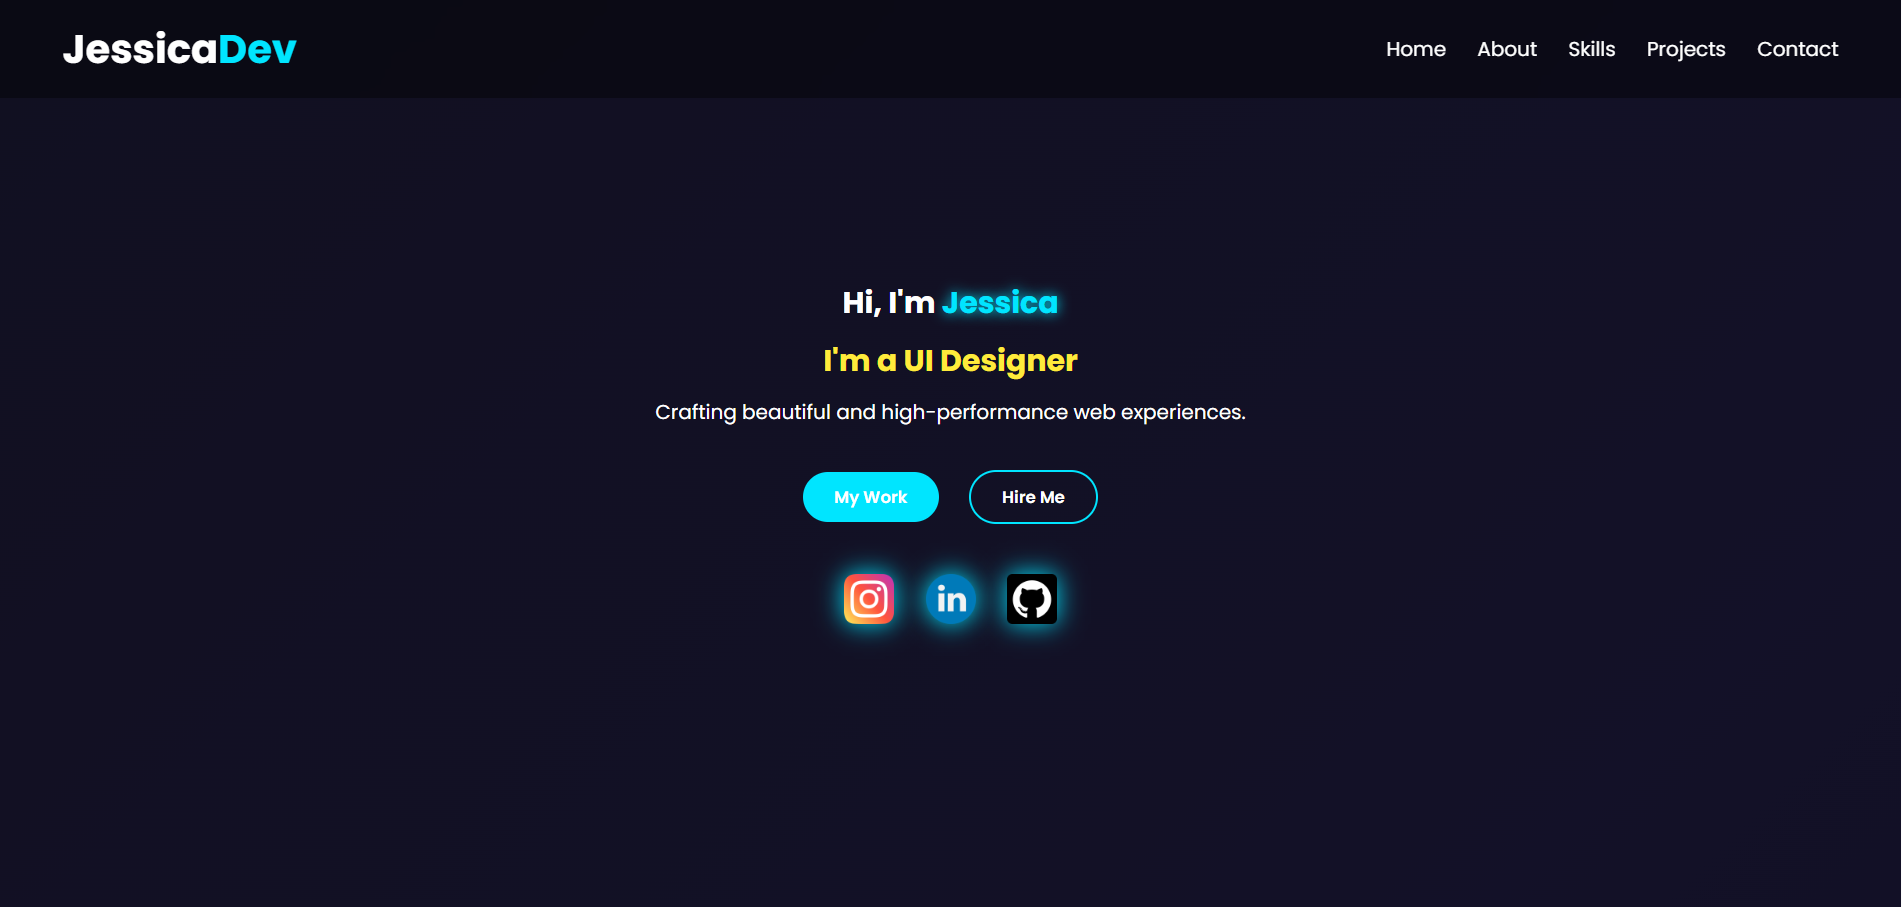 JessicaDev
Home About Skills Projects Contact
Hi, I'm Jessica
I'm a UI Designer
Crafting beautiful and high-performance web experiences.
My Work Hire Me
in